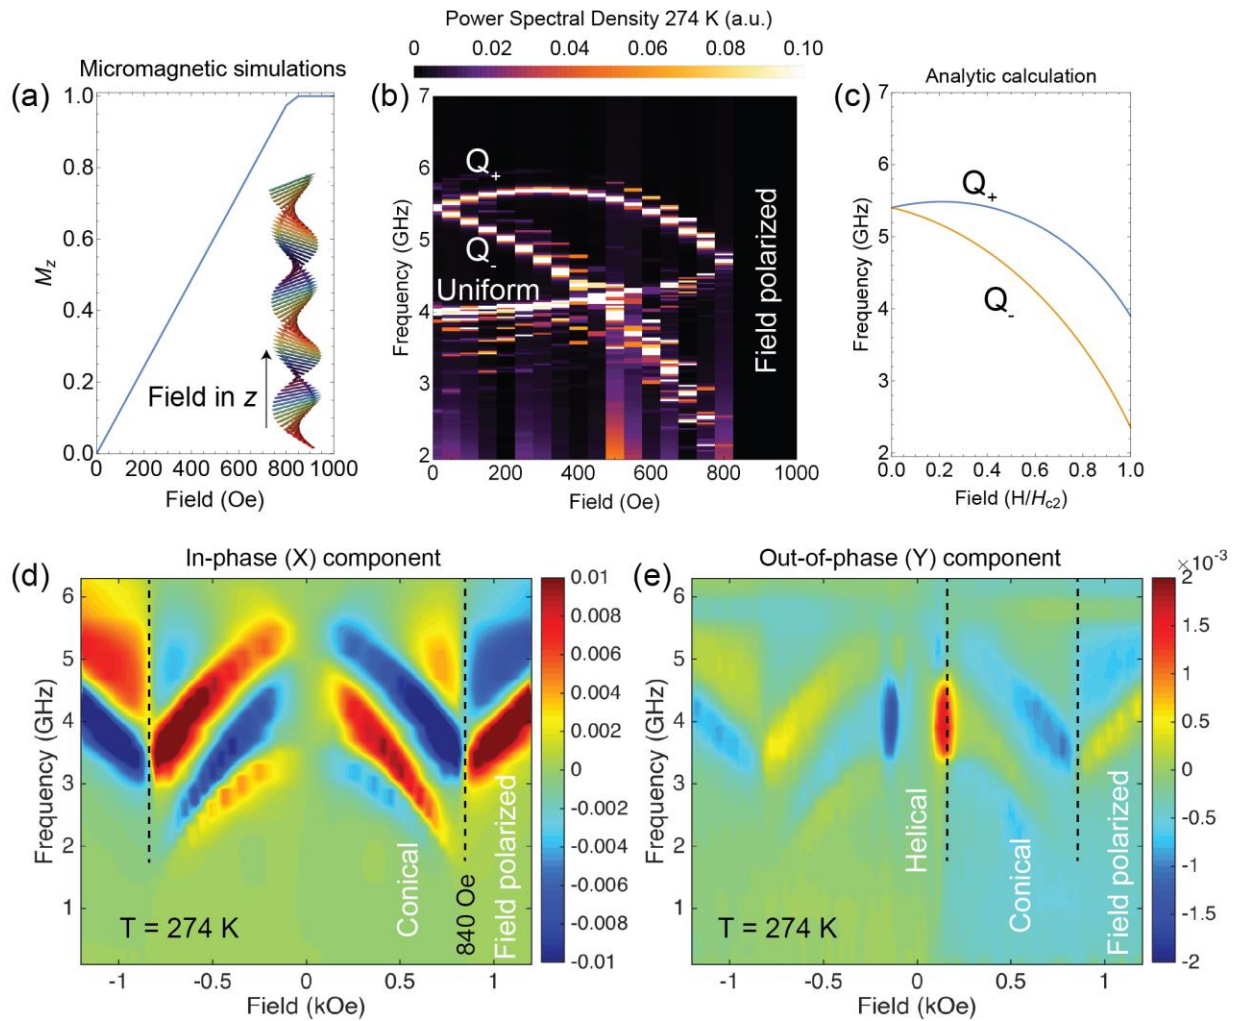 Power Spectral Density 274 K (a.u.)
0 0.02 0.04 0.06 0.08 0.10
Micromagnetic simulations
Analytic calculation
(a)
1.0
0.8
0.6
0.4
0.2
0.0
M_z
Field in z
0 200 400 600 800 1000
Field (Oe)
(b)
7
6
5
4
3
2
Frequency (GHz)
Q₊
Q₋
Uniform
Field polarized
0 200 400 600 800 1000
Field (Oe)
(c)
7
6
5
4
3
2
Frequency (GHz)
Q₊
Q₋
0.0 0.2 0.4 0.6 0.8 1.0
Field (H/H_c2)
In-phase (X) component
(d)
6
5
4
3
2
1
Frequency (GHz)
T = 274 K
Conical
840 Oe
Field polarized
-1 -0.5 0 0.5 1
Field (kOe)
0.01
0.008
0.006
0.004
0.002
0
-0.002
-0.004
-0.006
-0.008
-0.01
Out-of-phase (Y) component
(e)
6
5
4
3
2
1
Frequency (GHz)
T = 274 K
Helical
Conical
Field polarized
-1 -0.5 0 0.5 1
Field (kOe)
×10⁻³
2
1.5
1
0.5
0
-0.5
-1
-1.5
-2